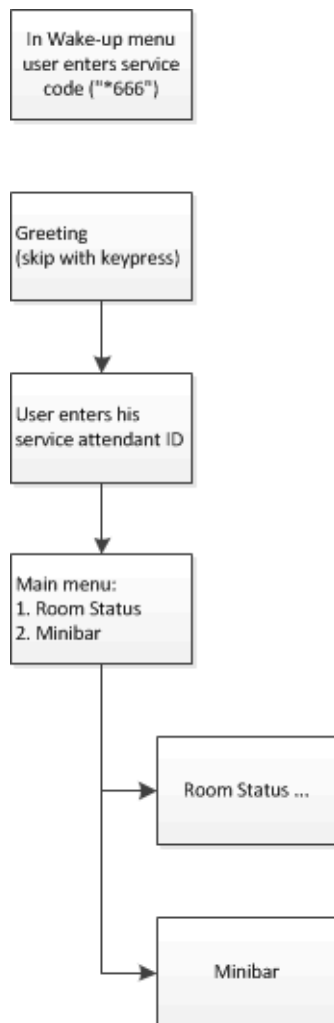 In Wake-up menu
user enters service
code ("*666")
Greeting
(skip with keypress)
User enters his
service attendant ID
Main menu:
1. Room Status
2. Minibar
Room Status ...
Minibar